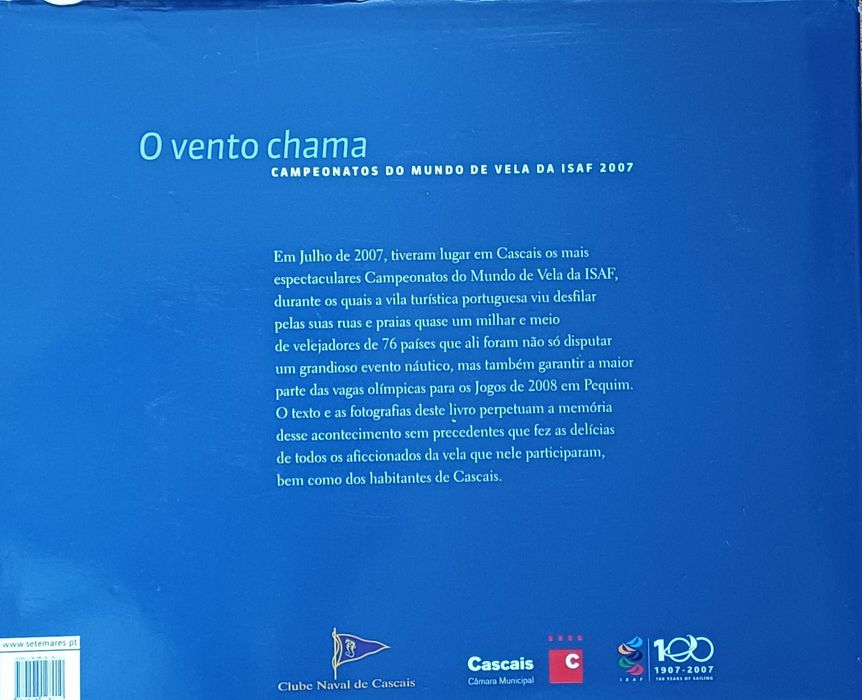 O vento chama
CAMPEONATOS DO MUNDO DE VELA DA ISAF 2007
Em Julho de 2007, tiveram lugar em Cascais os mais
espectaculares Campeonatos do Mundo de Vela da ISAF,
durante os quais a vila turística portuguesa viu desfilar
pelas suas ruas e praias quase um milhar e meio
de velejadores de 76 países que ali foram não só disputar
um grandioso evento náutico, mas também garantir a maior
parte das vagas olímpicas para os Jogos de 2008 em Pequim.
O texto e as fotografias deste livro perpetuam a memória
desse acontecimento sem precedentes que fez as delícias
de todos os aficcionados da vela que nele participaram,
bem como dos habitantes de Cascais.
www.setemares.pt
Clube Naval de Cascais
Cascais
Câmara Municipal
C
ISAF
100
1907-2007
100 YEARS OF SAILING